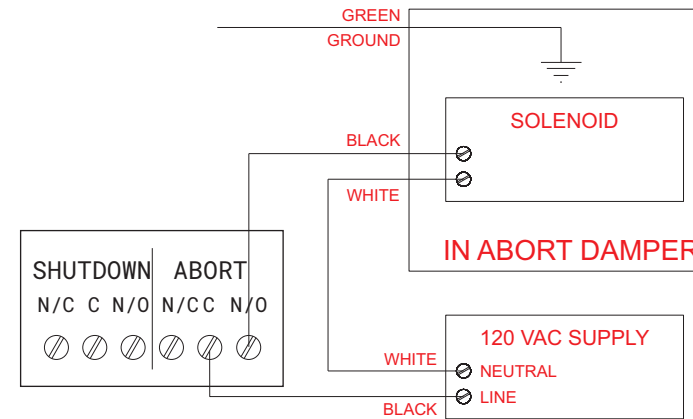 GREEN
GROUND
SOLENOID
BLACK
WHITE
IN ABORT DAMPER
SHUTDOWN ABORT
N/C C N/O N/C C N/O
120 VAC SUPPLY
WHITE NEUTRAL
BLACK LINE